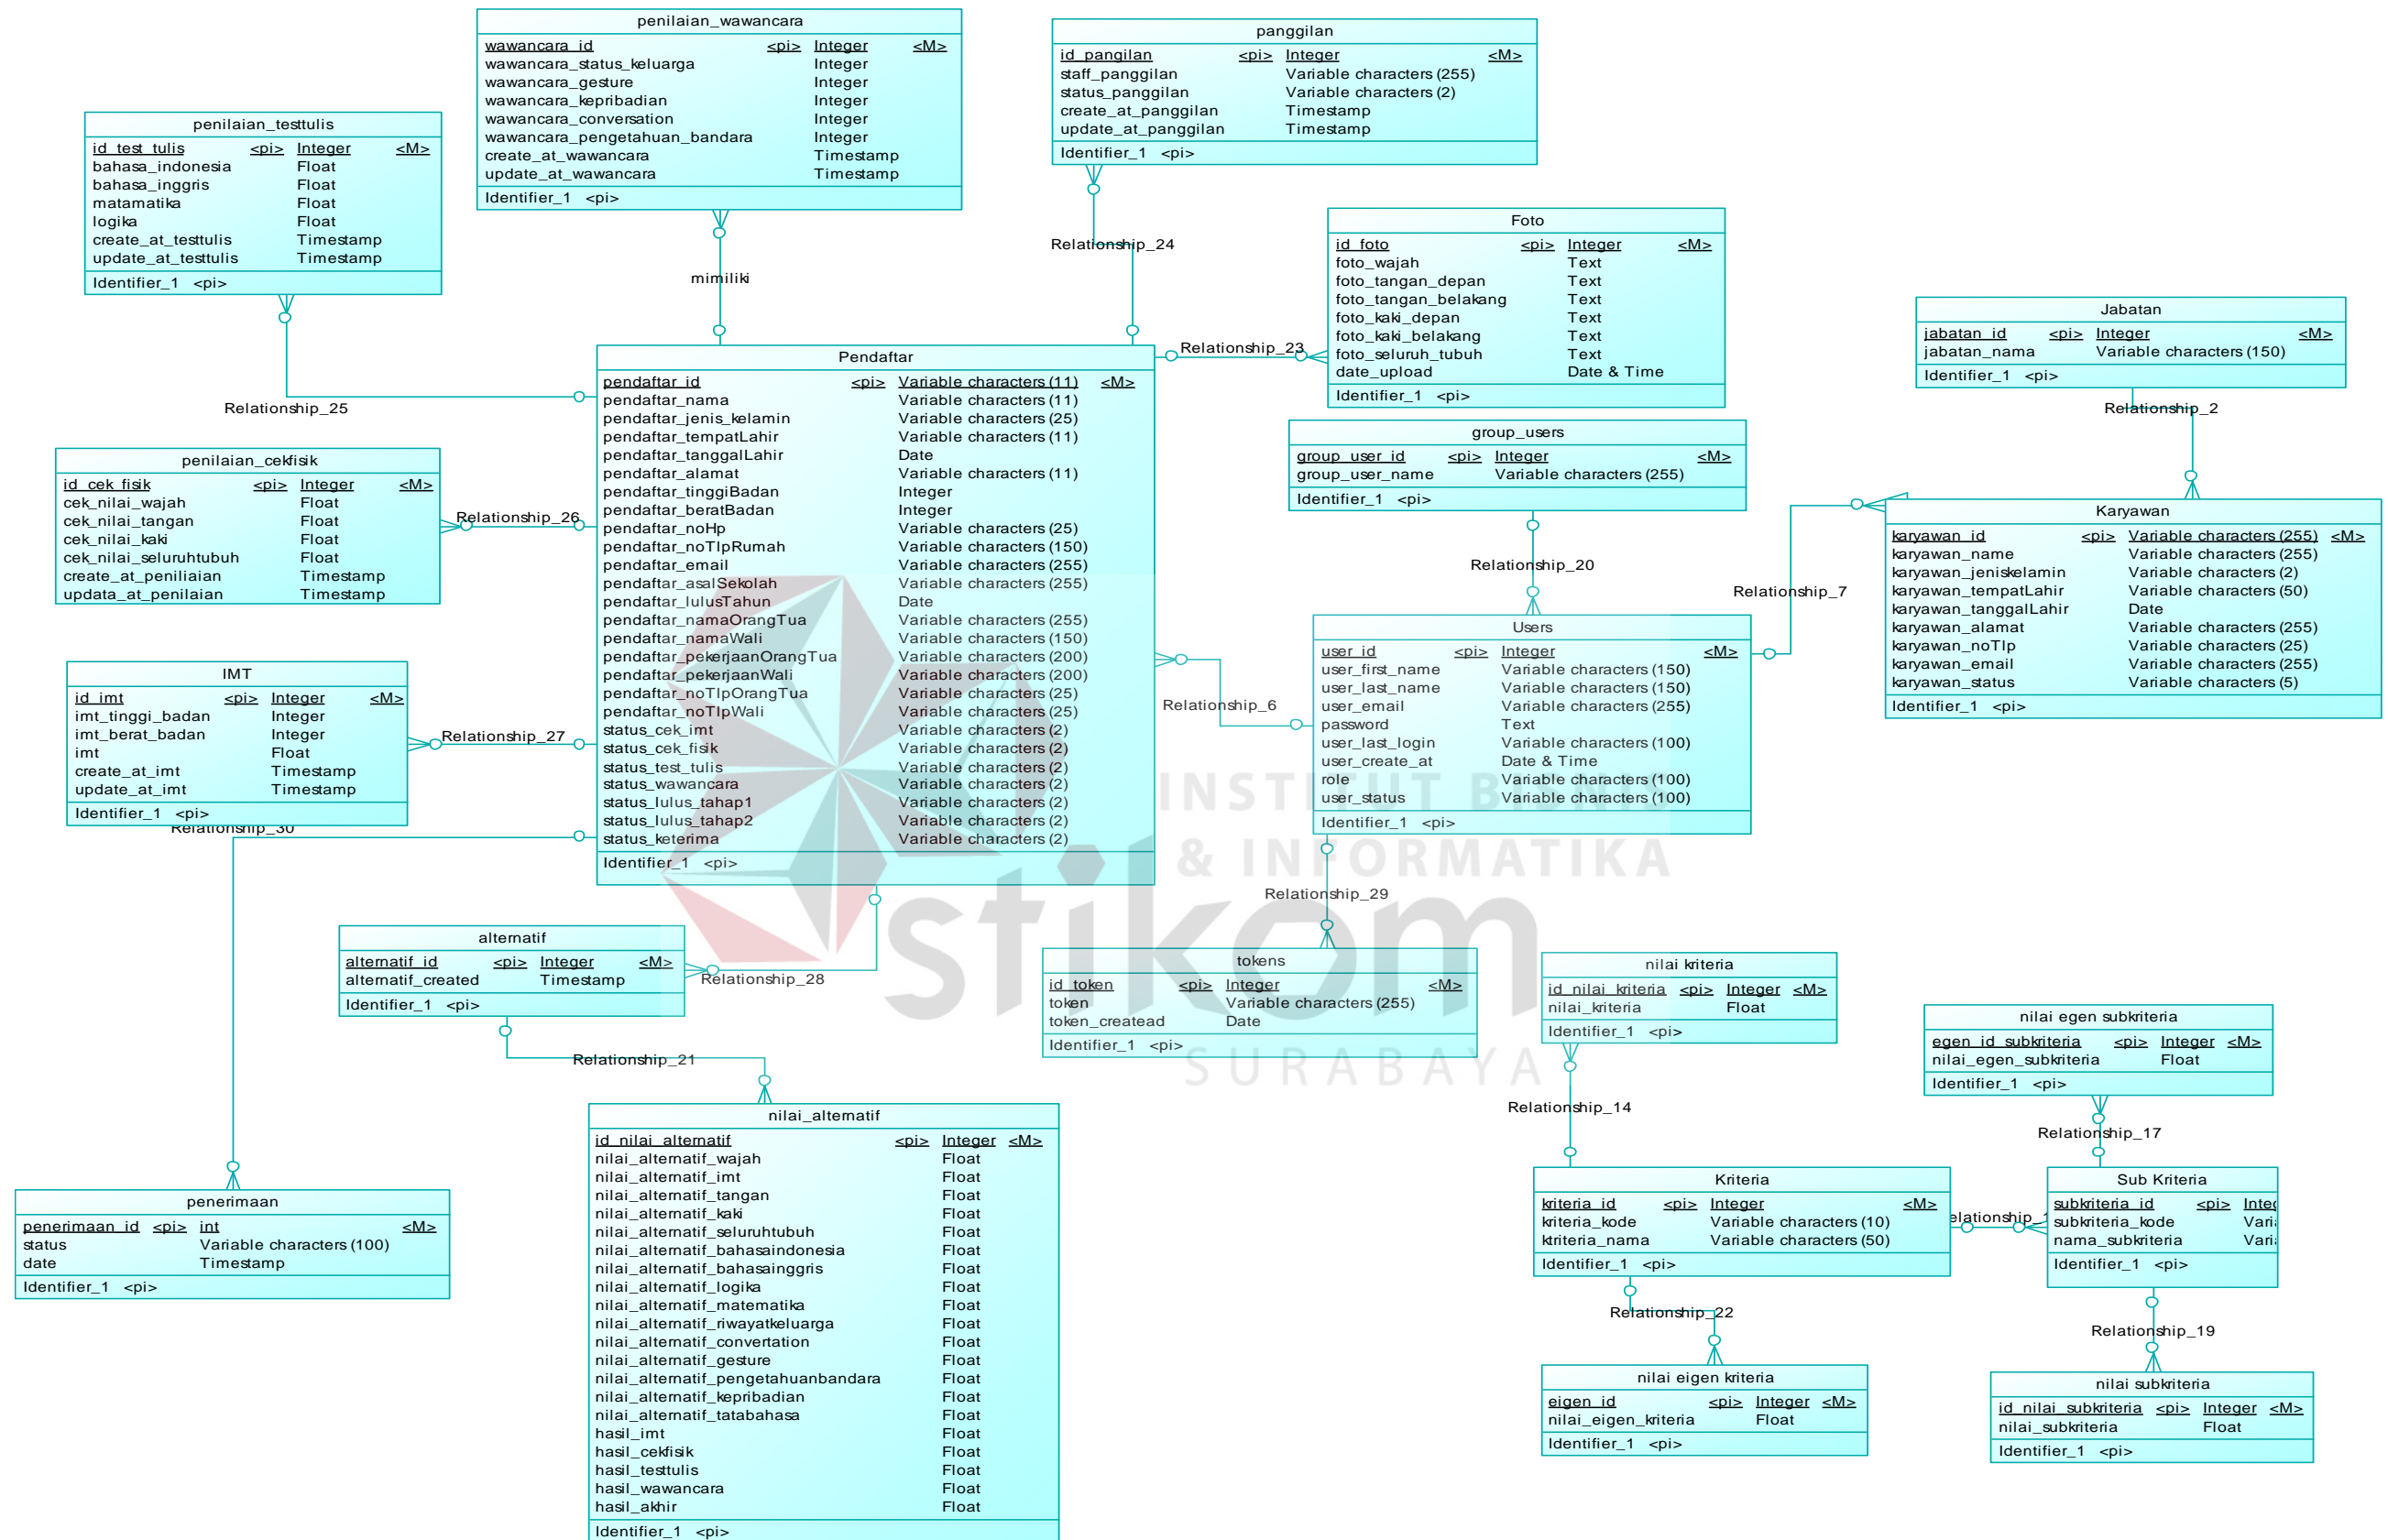 penilaian_wawancara
wawancara_id <pi> Integer <M>
wawancara_status_keluarga Integer
wawancara_gesture Integer
wawancara_kepribadian Integer
wawancara_conversation Integer
wawancara_pengetahuan_bandara Integer
create_at_wawancara Timestamp
update_at_wawancara Timestamp
Identifier_1 <pi>
panggilan
id_pangilan <pi> Integer <M>
staff_panggilan Variable characters (255)
status_panggilan Variable characters (2)
create_at_panggilan Timestamp
update_at_panggilan Timestamp
Identifier_1 <pi>
penilaian_testtulis
id_test_tulis <pi> Integer <M>
bahasa_indonesia Float
bahasa_inggris Float
matamatika Float
logika Float
create_at_testtulis Timestamp
update_at_testtulis Timestamp
Identifier_1 <pi>
mimiliki
Relationship_24
Foto
id_foto <pi> Integer <M>
foto_wajah Text
foto_tangan_depan Text
foto_tangan_belakang Text
foto_kaki_depan Text
foto_kaki_belakang Text
foto_seluruh_tubuh Text
date_upload Date & Time
Identifier_1 <pi>
Relationship_23
Relationship_25
Jabatan
jabatan_id <pi> Integer <M>
jabatan_nama Variable characters (150)
Identifier_1 <pi>
Relationship_2
Pendaftar
pendaftar_id <pi> Variable characters (11) <M>
pendaftar_nama Variable characters (11)
pendaftar_jenis_kelamin Variable characters (25)
pendaftar_tempatLahir Variable characters (11)
pendaftar_tanggalLahir Date
pendaftar_alamat Variable characters (11)
pendaftar_tinggiBadan Integer
pendaftar_beratBadan Integer
pendaftar_noHp Variable characters (25)
pendaftar_noTlpRumah Variable characters (150)
pendaftar_email Variable characters (255)
pendaftar_asalSekolah Variable characters (255)
pendaftar_lulusTahun Date
pendaftar_namaOrangTua Variable characters (255)
pendaftar_namaWali Variable characters (150)
pendaftar_pekerjaanOrangTua Variable characters (200)
pendaftar_pekerjaanWali Variable characters (200)
pendaftar_noTlpOrangTua Variable characters (25)
pendaftar_noTlpWali Variable characters (25)
status_cek_imt Variable characters (2)
status_cek_fisik Variable characters (2)
status_test_tulis Variable characters (2)
status_wawancara Variable characters (2)
status_lulus_tahap1 Variable characters (2)
status_lulus_tahap2 Variable characters (2)
status_keterima Variable characters (2)
Identifier_1 <pi>
penilaian_cekfisik
id_cek_fisik <pi> Integer <M>
cek_nilai_wajah Float
cek_nilai_tangan Float
cek_nilai_kaki Float
cek_nilai_seluruhtubuh Float
create_at_peniliaian Timestamp
updata_at_penilaian Timestamp
Relationship_26
group_users
group_user_id <pi> Integer <M>
group_user_name Variable characters (255)
Identifier_1 <pi>
Relationship_20
Karyawan
karyawan_id <pi> Variable characters (255) <M>
karyawan_name Variable characters (255)
karyawan_jeniskelamin Variable characters (2)
karyawan_tempatLahir Variable characters (50)
karyawan_tanggalLahir Date
karyawan_alamat Variable characters (255)
karyawan_noTlp Variable characters (25)
karyawan_email Variable characters (255)
karyawan_status Variable characters (5)
Identifier_1 <pi>
Relationship_7
Users
user_id <pi> Integer <M>
user_first_name Variable characters (150)
user_last_name Variable characters (150)
user_email Variable characters (255)
password Text
user_last_login Variable characters (100)
user_create_at Date & Time
role Variable characters (100)
user_status Variable characters (100)
Identifier_1 <pi>
Relationship_6
IMT
id_imt <pi> Integer <M>
imt_tinggi_badan Integer
imt_berat_badan Integer
imt Float
create_at_imt Timestamp
update_at_imt Timestamp
Identifier_1 <pi>
Relationship_27
Relationship_30
INSTITUT BISNIS
& INFORMATIKA
stikom
SURABAYA
Relationship_29
alternatif
alternatif_id <pi> Integer <M>
alternatif_created Timestamp
Identifier_1 <pi>
Relationship_28
tokens
id_token <pi> Integer <M>
token Variable characters (255)
token_createad Date
Identifier_1 <pi>
nilai kriteria
id_nilai_kriteria <pi> Integer <M>
nilai_kriteria Float
Identifier_1 <pi>
nilai egen subkriteria
egen_id_subkriteria <pi> Integer <M>
nilai_egen_subkriteria Float
Identifier_1 <pi>
Relationship_21
Relationship_14
Relationship_17
nilai_alternatif
id_nilai_alternatif <pi> Integer <M>
nilai_alternatif_wajah Float
nilai_alternatif_imt Float
nilai_alternatif_tangan Float
nilai_alternatif_kaki Float
nilai_alternatif_seluruhtubuh Float
nilai_alternatif_bahasaindonesia Float
nilai_alternatif_bahasainggris Float
nilai_alternatif_logika Float
nilai_alternatif_matematika Float
nilai_alternatif_riwayatkeluarga Float
nilai_alternatif_convertation Float
nilai_alternatif_gesture Float
nilai_alternatif_pengetahuanbandara Float
nilai_alternatif_kepribadian Float
nilai_alternatif_tatabahasa Float
hasil_imt Float
hasil_cekfisik Float
hasil_testtulis Float
hasil_wawancara Float
hasil_akhir Float
Identifier_1 <pi>
penerimaan
penerimaan_id <pi> int <M>
status Variable characters (100)
date Timestamp
Identifier_1 <pi>
Kriteria
kriteria_id <pi> Integer <M>
kriteria_kode Variable characters (10)
ktriteria_nama Variable characters (50)
Identifier_1 <pi>
elationship_1
Sub Kriteria
subkriteria_id <pi> Integ
subkriteria_kode Varia
nama_subkriteria Varia
Identifier_1 <pi>
Relationship_22
Relationship_19
nilai eigen kriteria
eigen_id <pi> Integer <M>
nilai_eigen_kriteria Float
Identifier_1 <pi>
nilai subkriteria
id_nilai_subkriteria <pi> Integer <M>
nilai_subkriteria Float
Identifier_1 <pi>